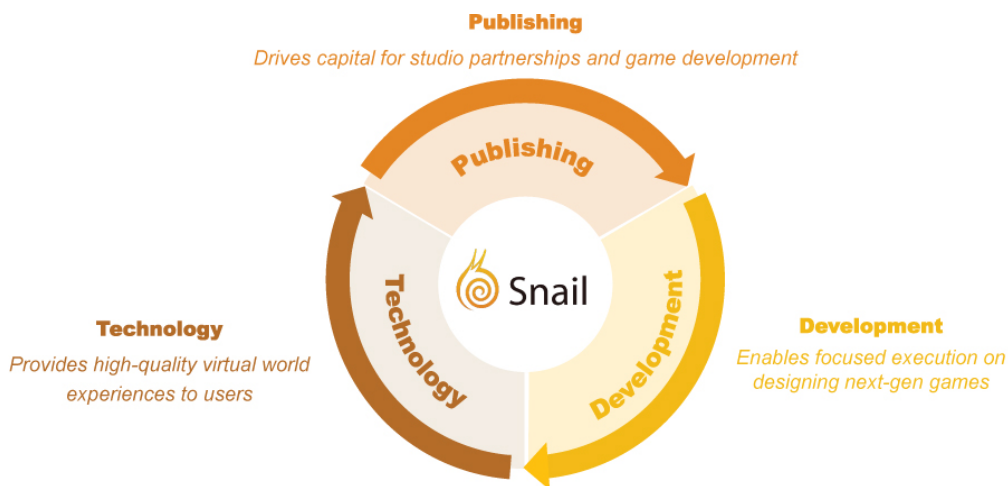 Publishing
Drives capital for studio partnerships and game development
Publishing
Technology
Snail
Development
Technology
Provides high-quality virtual world
experiences to users
Development
Enables focused execution on
designing next-gen games